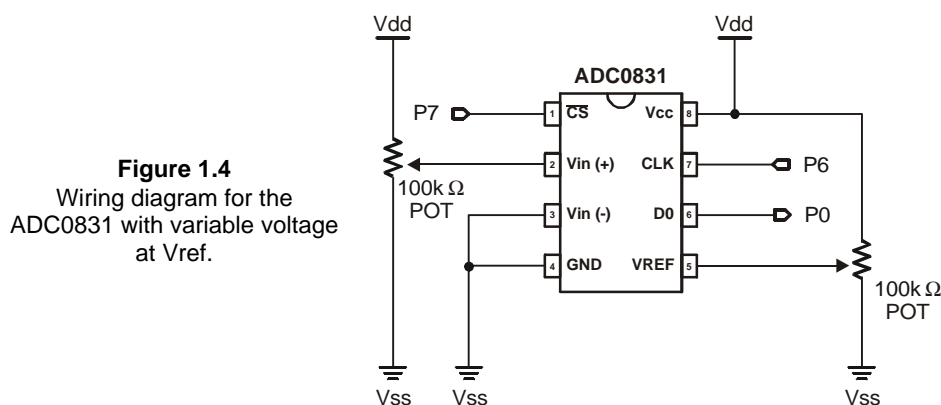 Figure 1.4
Wiring diagram for the
ADC0831 with variable voltage
at Vref.
Vdd
Vdd
ADC0831
P7
1
CS
Vcc
8
2
Vin (+)
CLK
7
P6
100k Ω
POT
3
Vin (-)
D0
6
P0
4
GND
VREF
5
100k Ω
POT
Vss
Vss
Vss